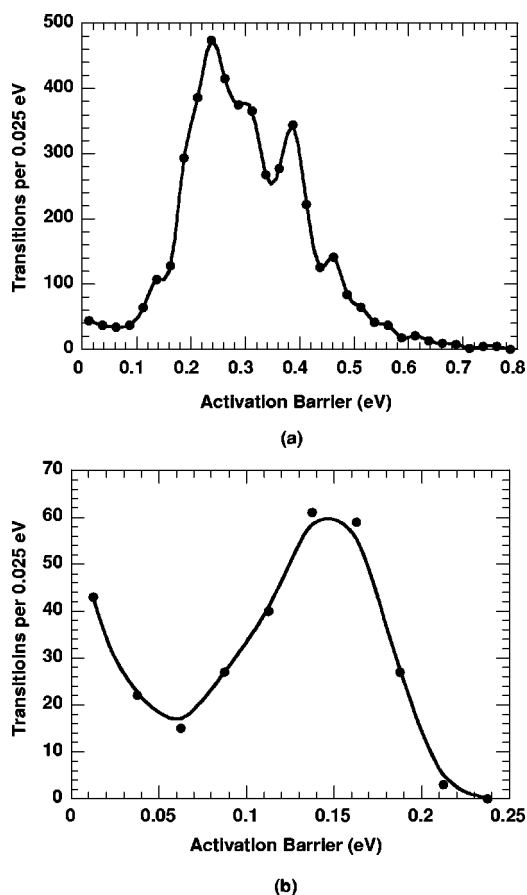 500
400
300
200
100
0
Transitions per 0.025 eV
0 0.1 0.2 0.3 0.4 0.5 0.6 0.7 0.8
Activation Barrier (eV)
(a)
70
60
50
40
30
20
10
0
Transitioins per 0.025 eV
0 0.05 0.1 0.15 0.2 0.25
Activation Barrier (eV)
(b)